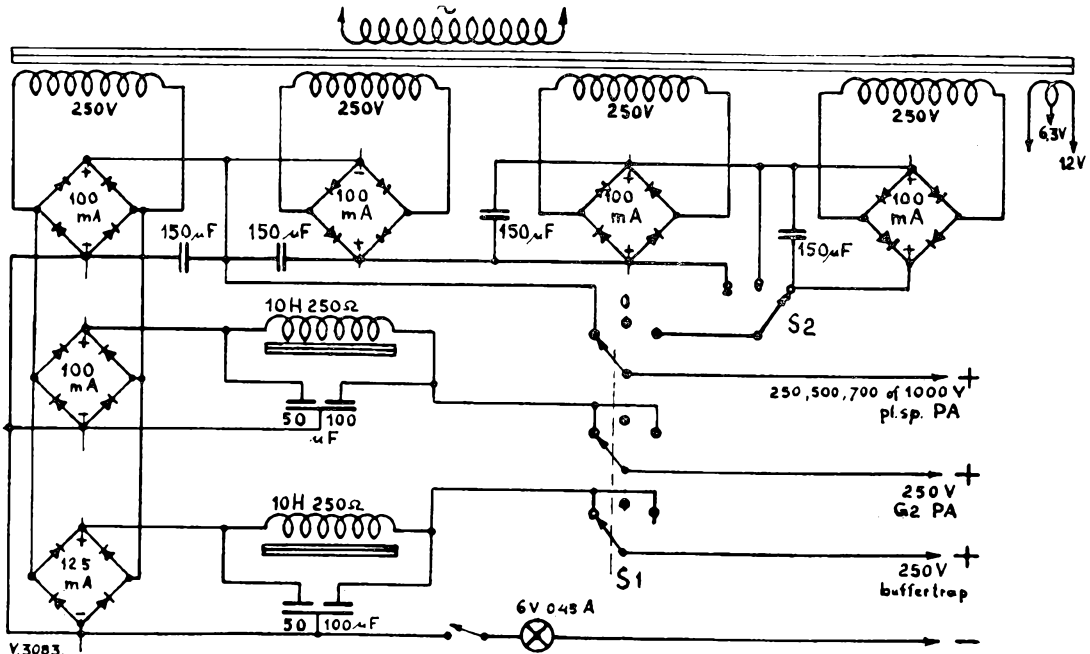 ~
250V
250V
250V
250V
6,3V
12V
+
100
mA
-
-
100
mA
+
+
100
mA
+
+
100
mA
150µF
150µF
150µF
150µF
S2
10H 250Ω
+
100
mA
-
50
100
µF
250, 500, 700 of 1000 V
pl.sp. PA
+
250V
G2 PA
+
10H 250Ω
+
125
mA
-
50
100µF
S1
250V
buffertrap
+
6V 0.45 A
-
V.3083.